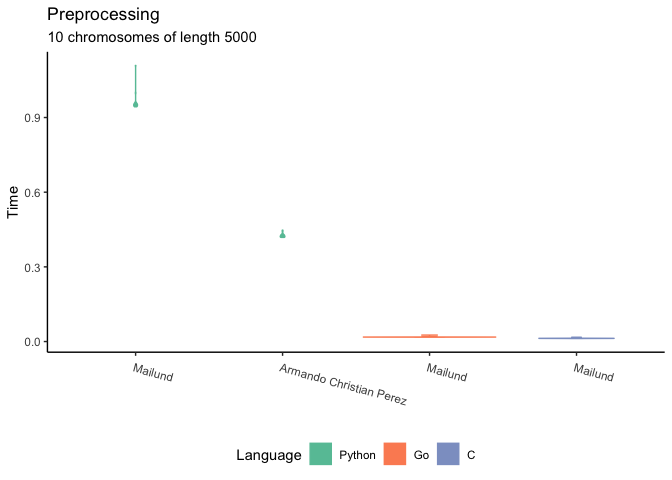 Preprocessing
10 chromosomes of length 5000
Time
0.9
0.6
0.3
0.0
Mailund
Armando Christian Perez
Mailund
Mailund
Language
Python
Go
C